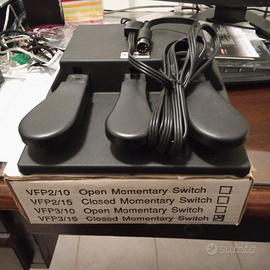 VFP2/10 Open Momentary Switch
VFP2/15 Closed Momentary Switch
VFP3/10 Open Momentary Switch
VFP3/15 Closed Momentary Switch
subito